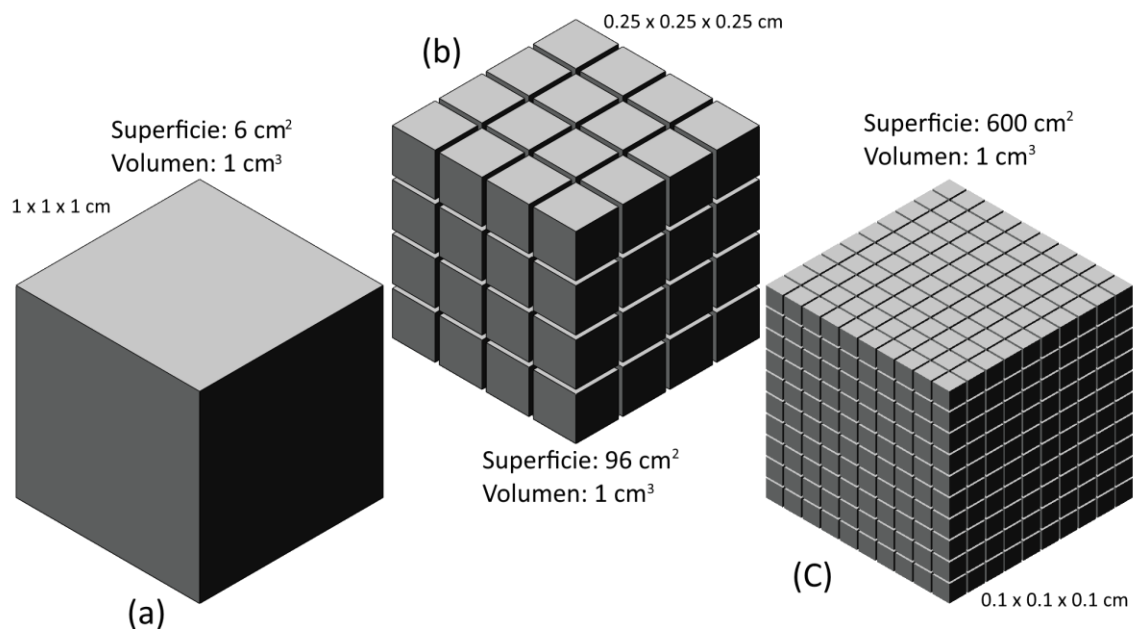 Superficie: 6 cm²
Volumen: 1 cm³
1 x 1 x 1 cm
(a)
(b)
0.25 x 0.25 x 0.25 cm
Superficie: 96 cm²
Volumen: 1 cm³
Superficie: 600 cm²
Volumen: 1 cm³
(C)
0.1 x 0.1 x 0.1 cm